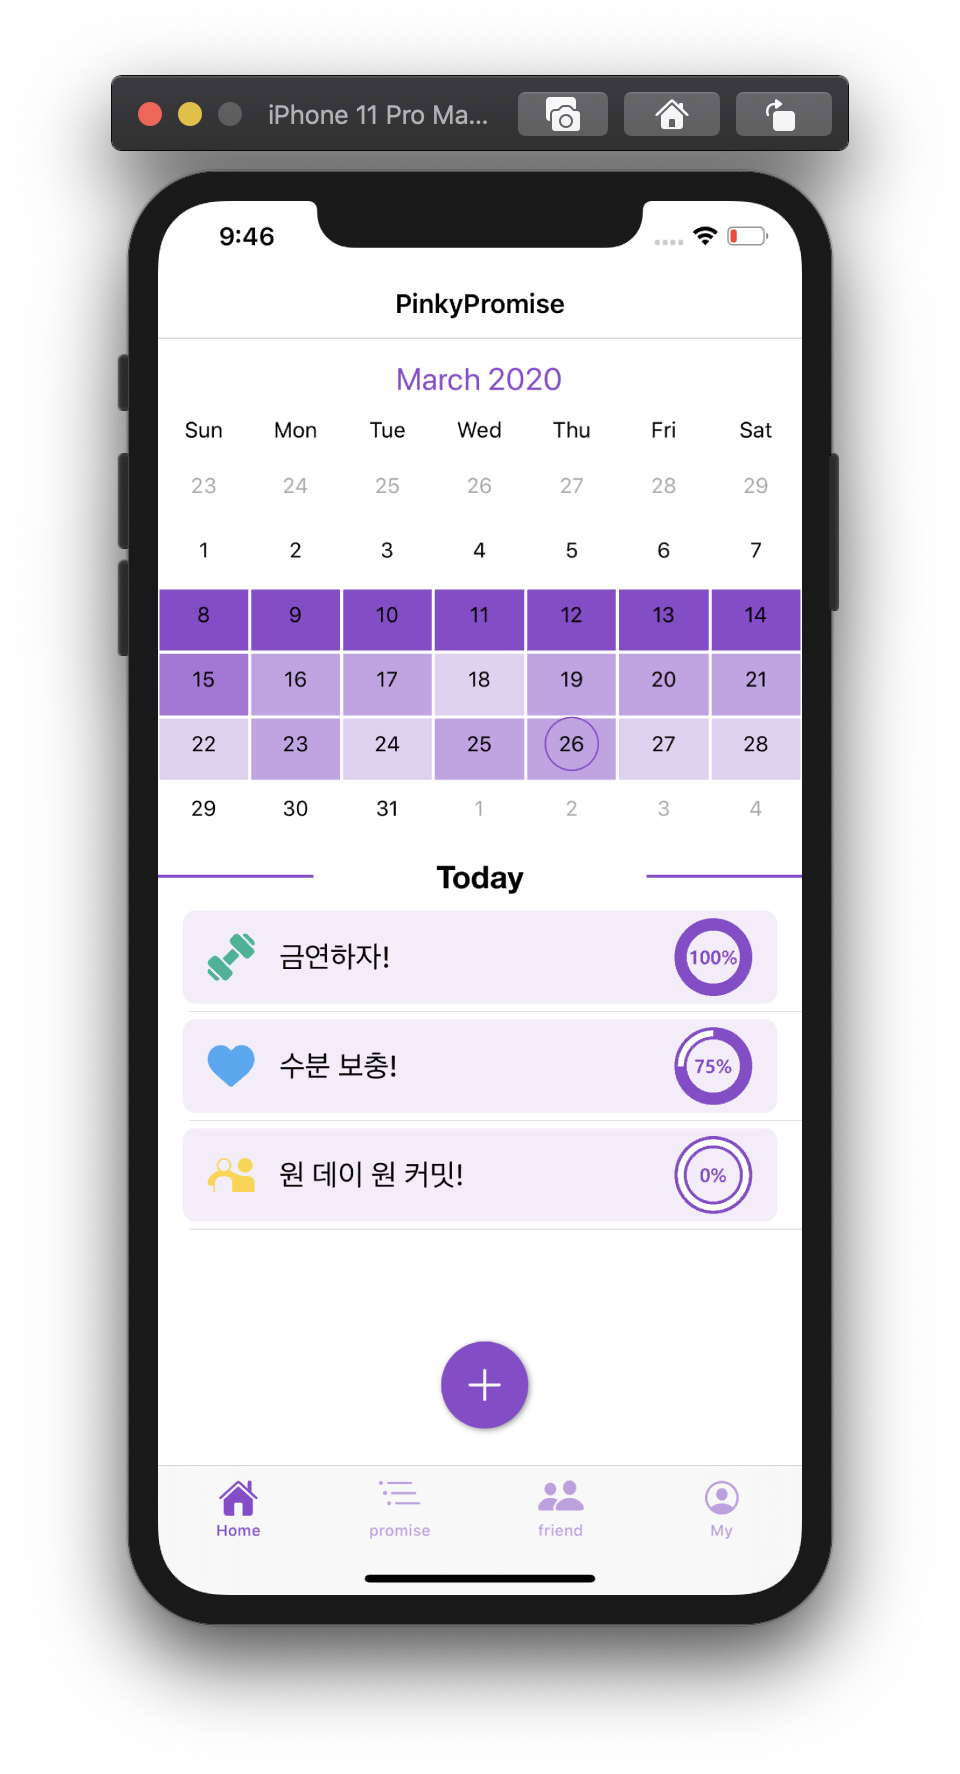 iPhone 11 Pro Ma...
9:46
PinkyPromise
March 2020
Sun Mon Tue Wed Thu Fri Sat
23 24 25 26 27 28 29
1 2 3 4 5 6 7
8 9 10 11 12 13 14
15 16 17 18 19 20 21
22 23 24 25 26 27 28
29 30 31 1 2 3 4
Today
금연하자! 100%
수분 보충! 75%
원 데이 원 커밋! 0%
Home promise friend My